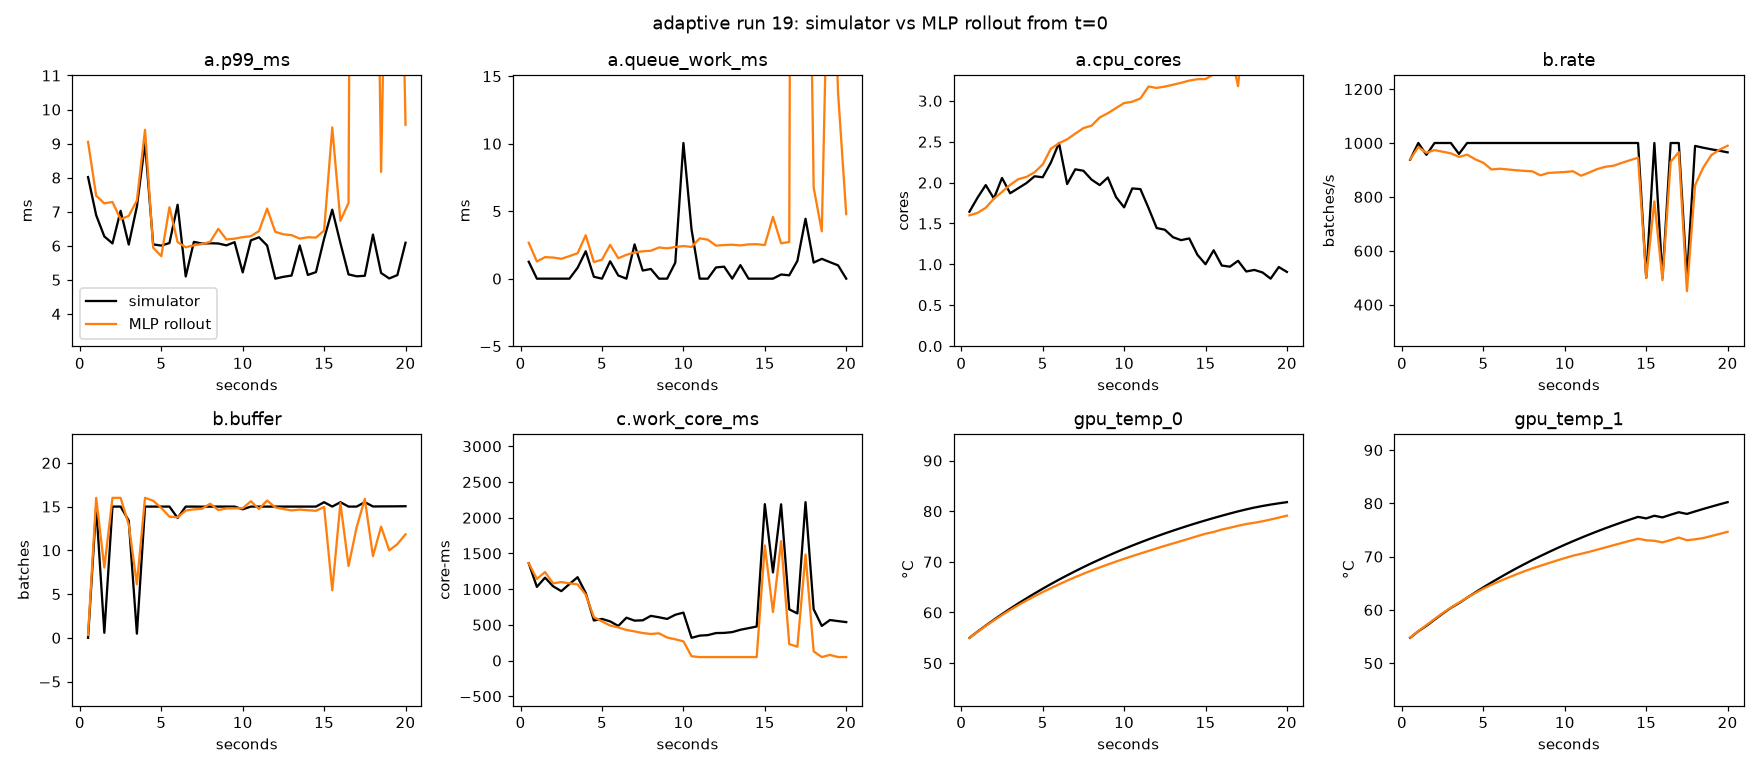 adaptive run 19: simulator vs MLP rollout from t=0
a.p99_ms
ms
11
10
9
8
7
6
5
4
simulator
MLP rollout
0 5 10 15 20
seconds
a.queue_work_ms
ms
15
10
5
0
−5
0 5 10 15 20
seconds
a.cpu_cores
cores
3.0
2.5
2.0
1.5
1.0
0.5
0.0
0 5 10 15 20
seconds
b.rate
batches/s
1200
1000
800
600
400
0 5 10 15 20
seconds
b.buffer
batches
20
15
10
5
0
−5
0 5 10 15 20
seconds
c.work_core_ms
core-ms
3000
2500
2000
1500
1000
500
0
−500
0 5 10 15 20
seconds
gpu_temp_0
°C
90
80
70
60
50
0 5 10 15 20
seconds
gpu_temp_1
°C
90
80
70
60
50
0 5 10 15 20
seconds